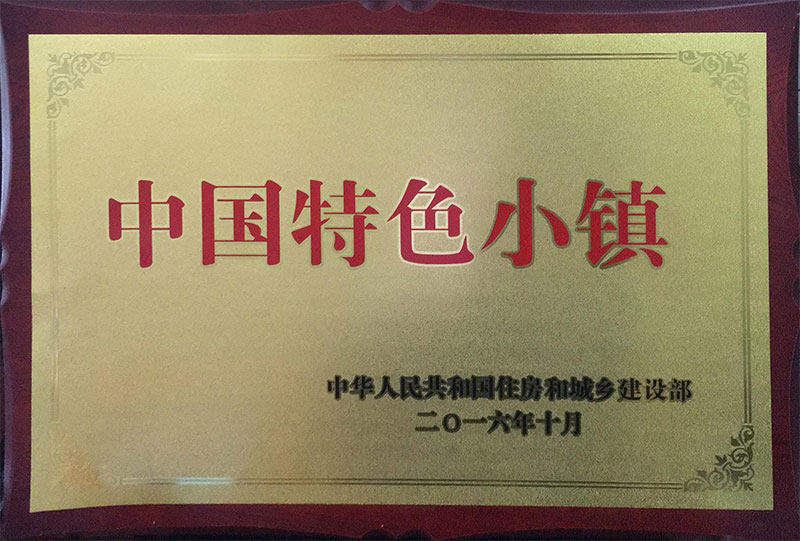 中国特色小镇
中华人民共和国住房和城乡建设部
二〇一六年十月